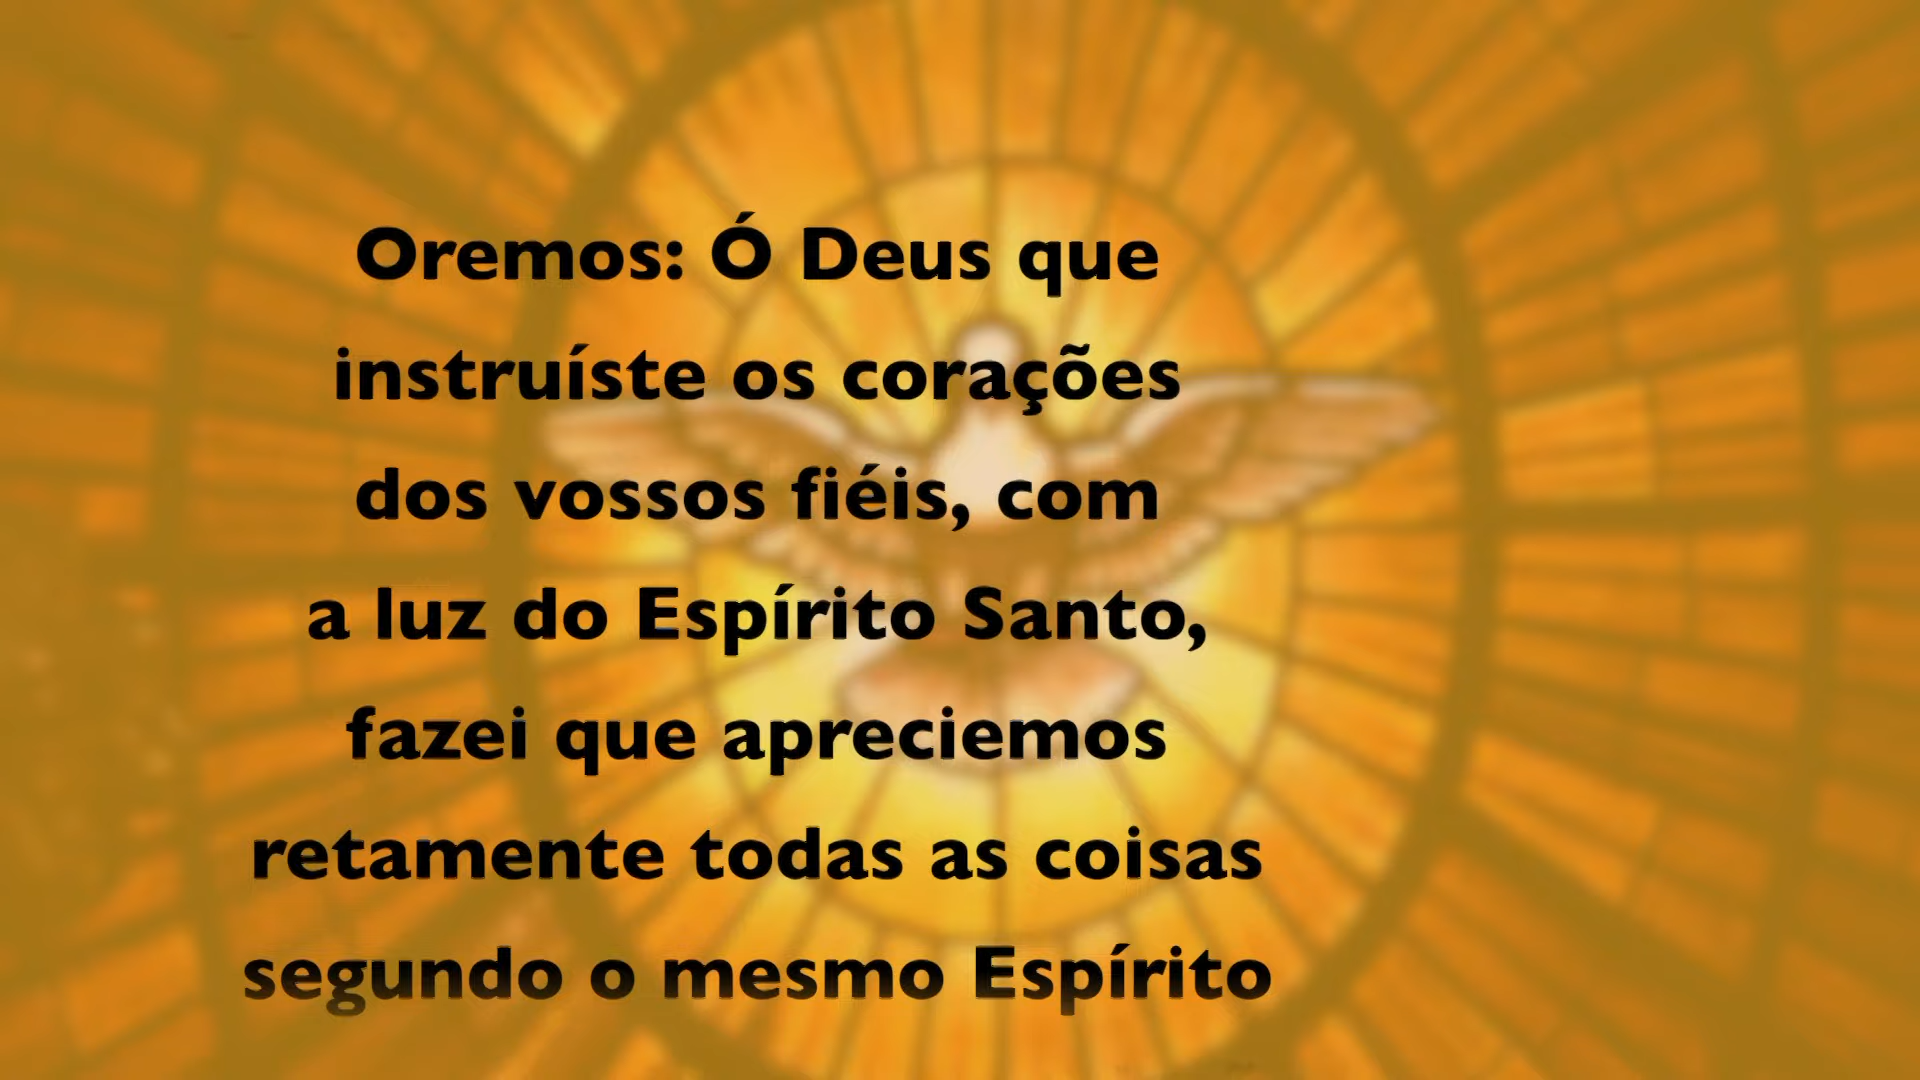 Oremos: Ó Deus que
instruíste os corações
dos vossos fiéis, com
a luz do Espírito Santo,
fazei que apreciemos
retamente todas as coisas
segundo o mesmo Espírito